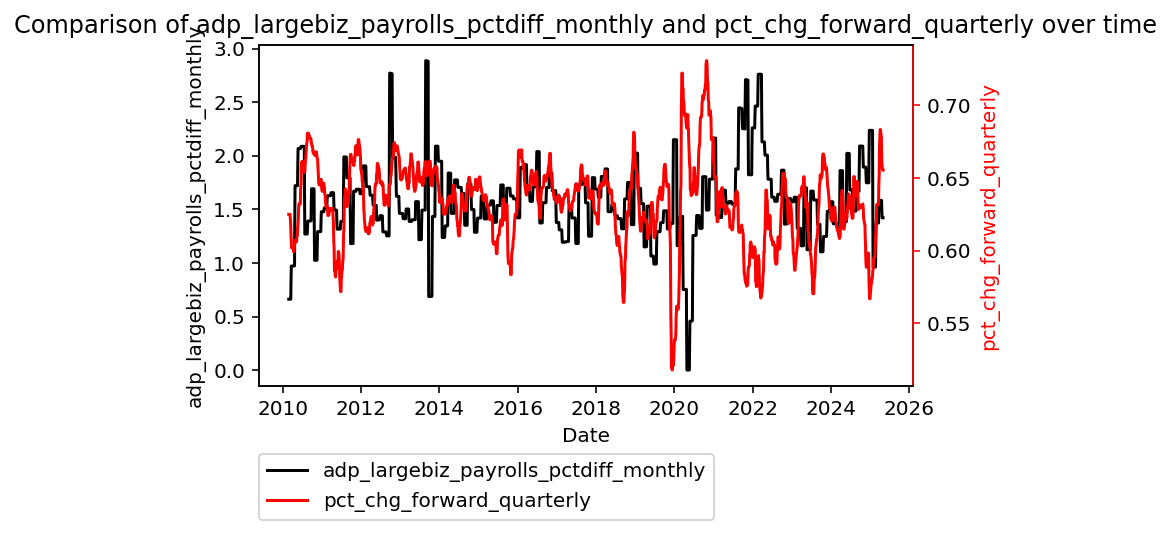 Comparison of adp_largebiz_payrolls_pctdiff_monthly and pct_chg_forward_quarterly over time
adp_largebiz_payrolls_pctdiff_monthly
3.0
2.5
2.0
1.5
1.0
0.5
0.0
0.70
0.65
0.60
0.55
pct_chg_forward_quarterly
2010 2012 2014 2016 2018 2020 2022 2024 2026
Date
adp_largebiz_payrolls_pctdiff_monthly
pct_chg_forward_quarterly